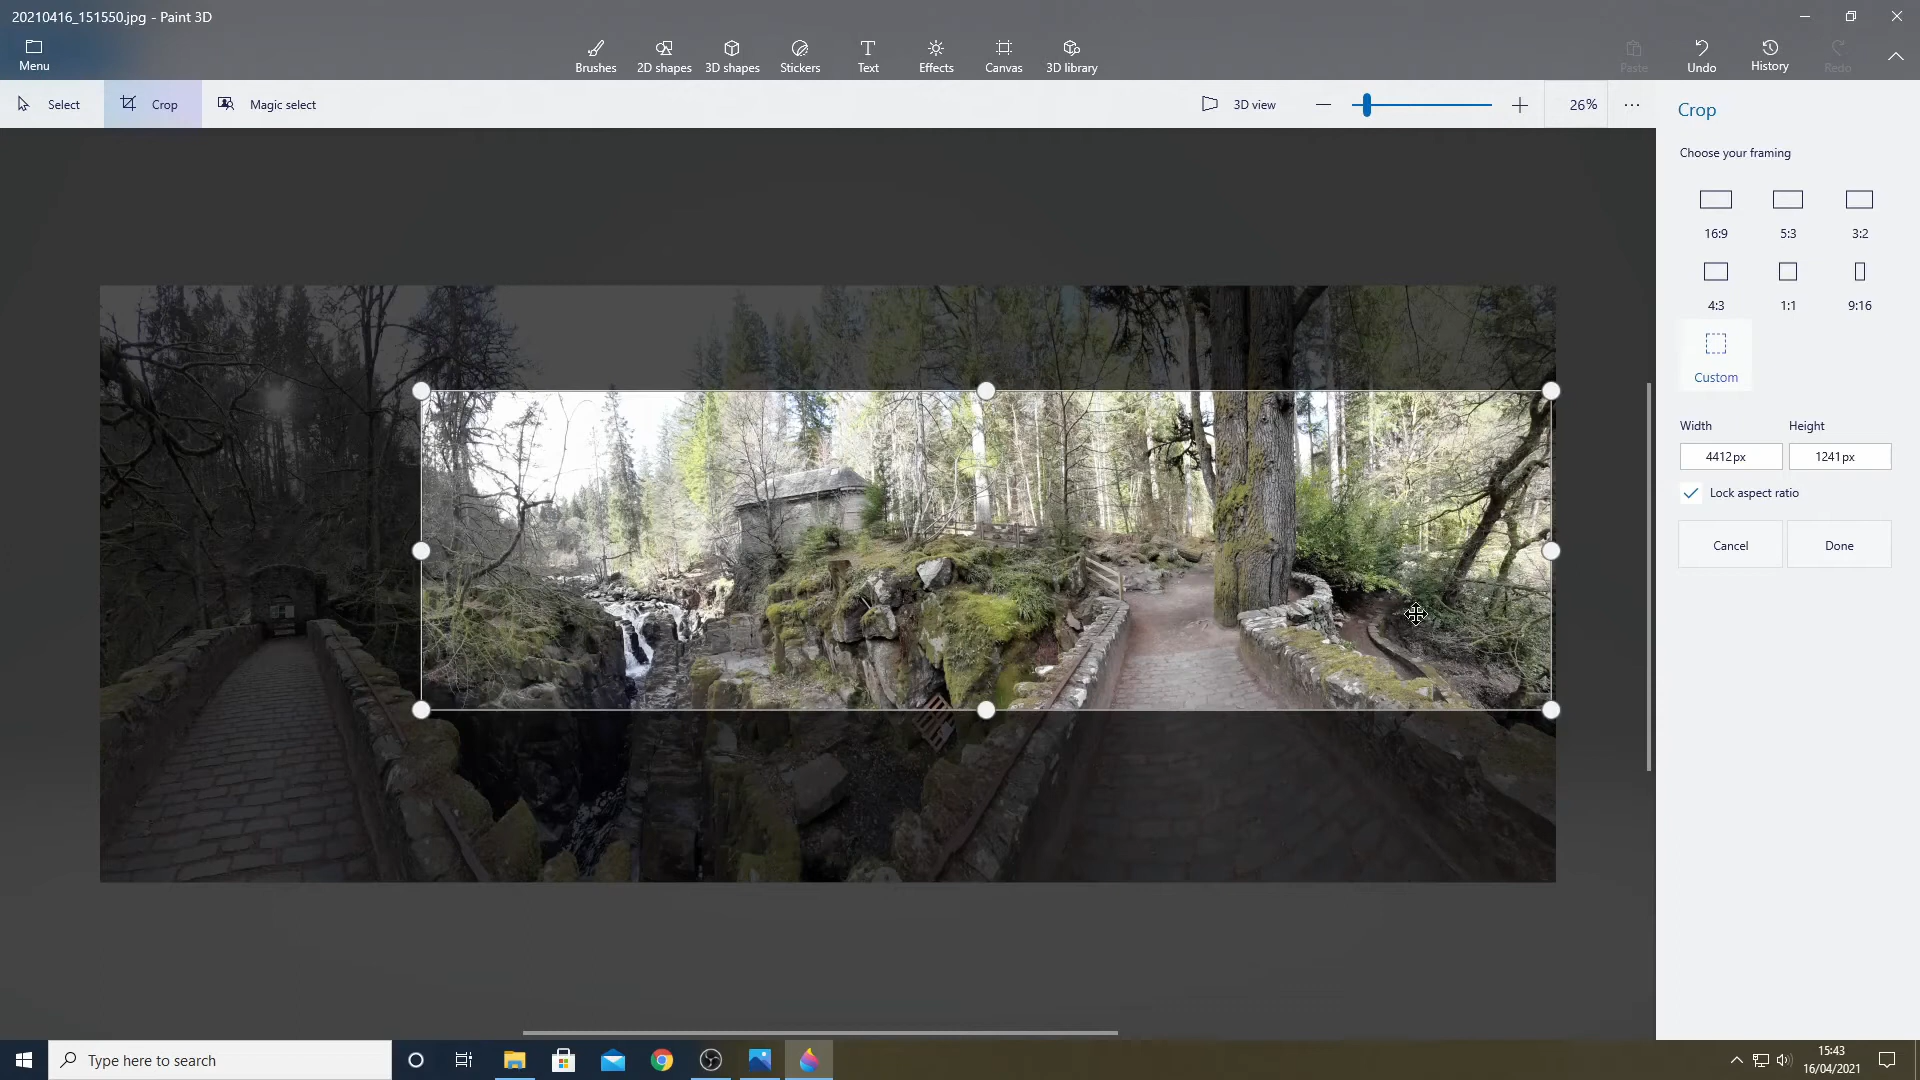 20210416_151550.jpg - Paint 3D
Menu
Brushes
2D shapes
3D shapes
Stickers
Text
Effects
Canvas
3D library
Paste
Undo
History
Redo
Select
Crop
Magic select
3D view
26%
Crop
Choose your framing
16:9
5:3
3:2
4:3
1:1
9:16
Custom
Width
Height
4412px
1241px
Lock aspect ratio
Cancel
Done
Type here to search
15:43
16/04/2021